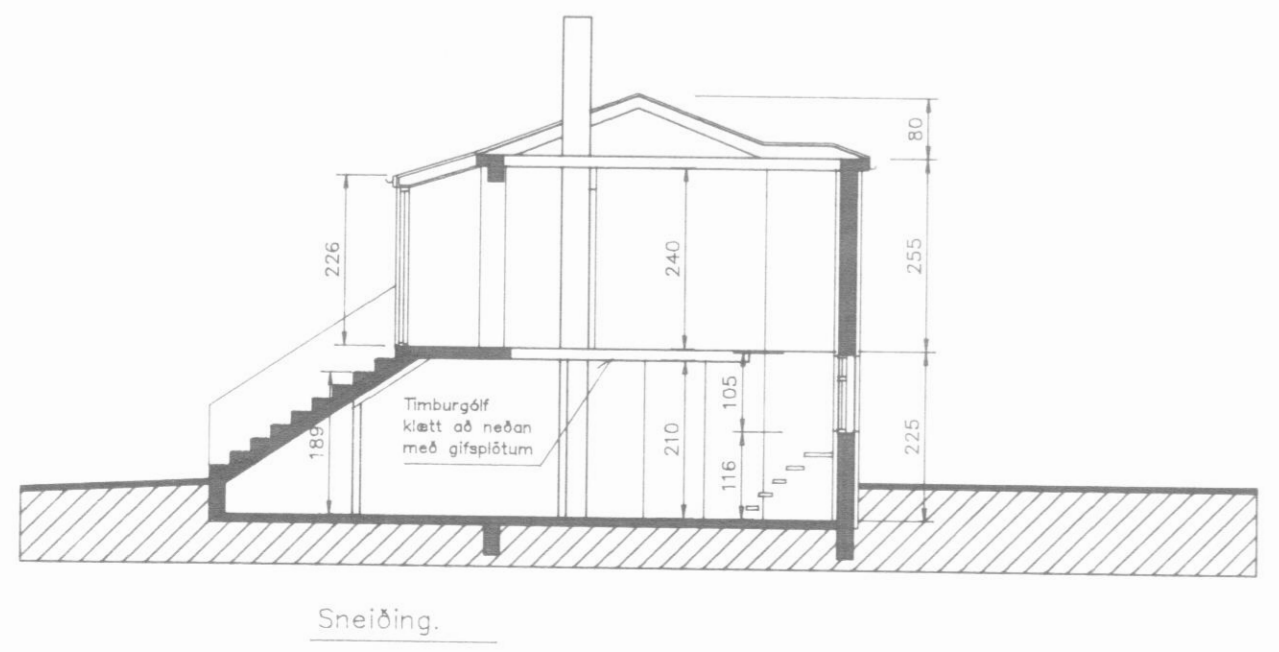 80
226
240
255
Timburgólf
klætt að neðan
með gifsplötum
189
210
105
116
225
Sneiðing.